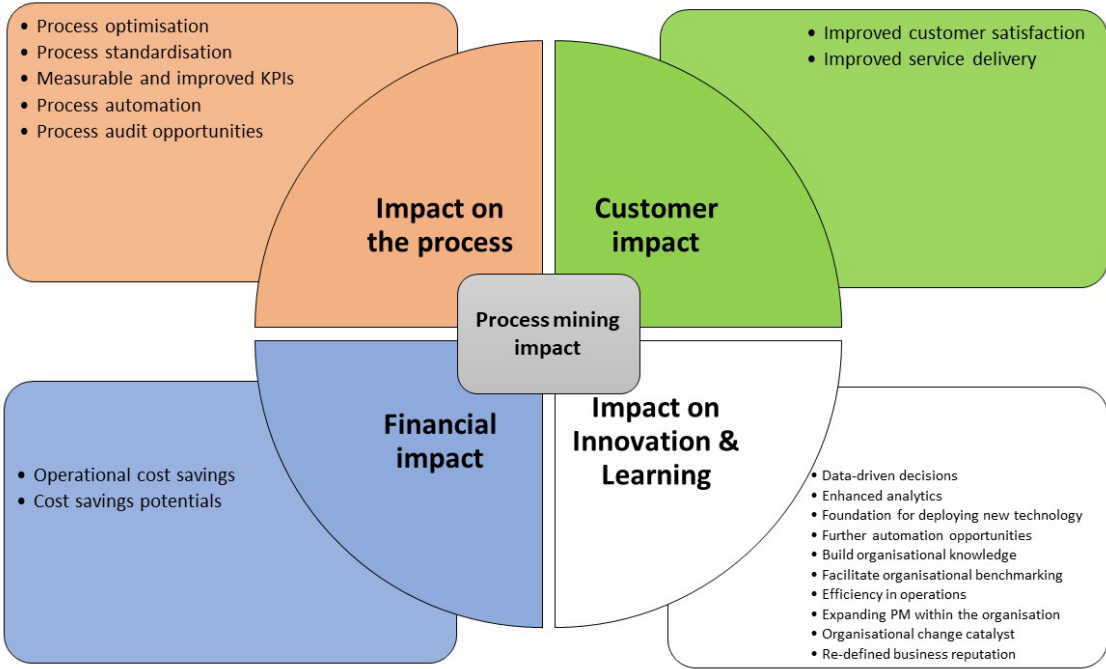 • Process optimisation
• Process standardisation
• Measurable and improved KPIs
• Process automation
• Process audit opportunities
• Improved customer satisfaction
• Improved service delivery
Impact on
the process
Customer
impact
Process mining
impact
Financial
impact
Impact on
Innovation &
Learning
• Operational cost savings
• Cost savings potentials
• Data-driven decisions
• Enhanced analytics
• Foundation for deploying new technology
• Further automation opportunities
• Build organisational knowledge
• Facilitate organisational benchmarking
• Efficiency in operations
• Expanding PM within the organisation
• Organisational change catalyst
• Re-defined business reputation